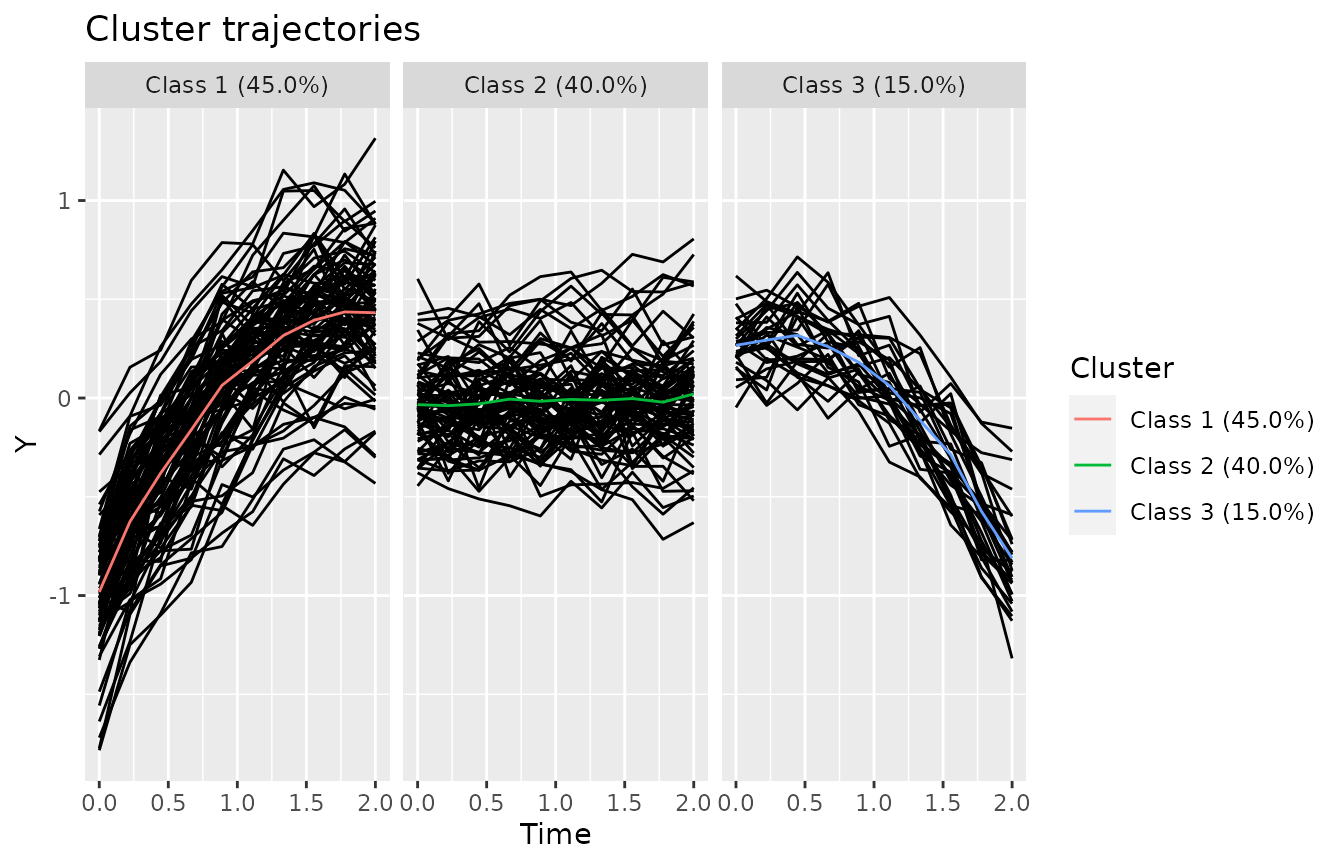 Cluster trajectories
Class 1 (45.0%) Class 2 (40.0%) Class 3 (15.0%)
1
0
-1
Y
0.0 0.5 1.0 1.5 2.0 0.0 0.5 1.0 1.5 2.0 0.0 0.5 1.0 1.5 2.0
Time
Cluster
Class 1 (45.0%)
Class 2 (40.0%)
Class 3 (15.0%)